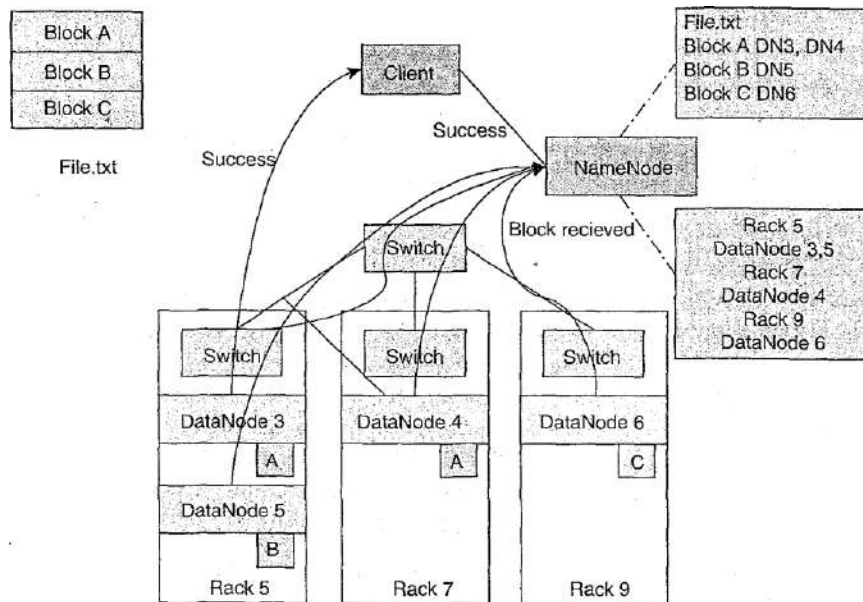 Block A
Block B
Block C
File.txt
Client
Success
Success
File.txt
Block A DN3, DN4
Block B DN5
Block C DN6
NameNode
Block recieved
Rack 5
DataNode 3,5
Rack 7
DataNode 4
Rack 9
DataNode 6
Switch
Switch
Switch
Switch
DataNode 3
A
DataNode 5
B
Rack 5
DataNode 4
A
Rack 7
DataNode 6
C
Rack 9